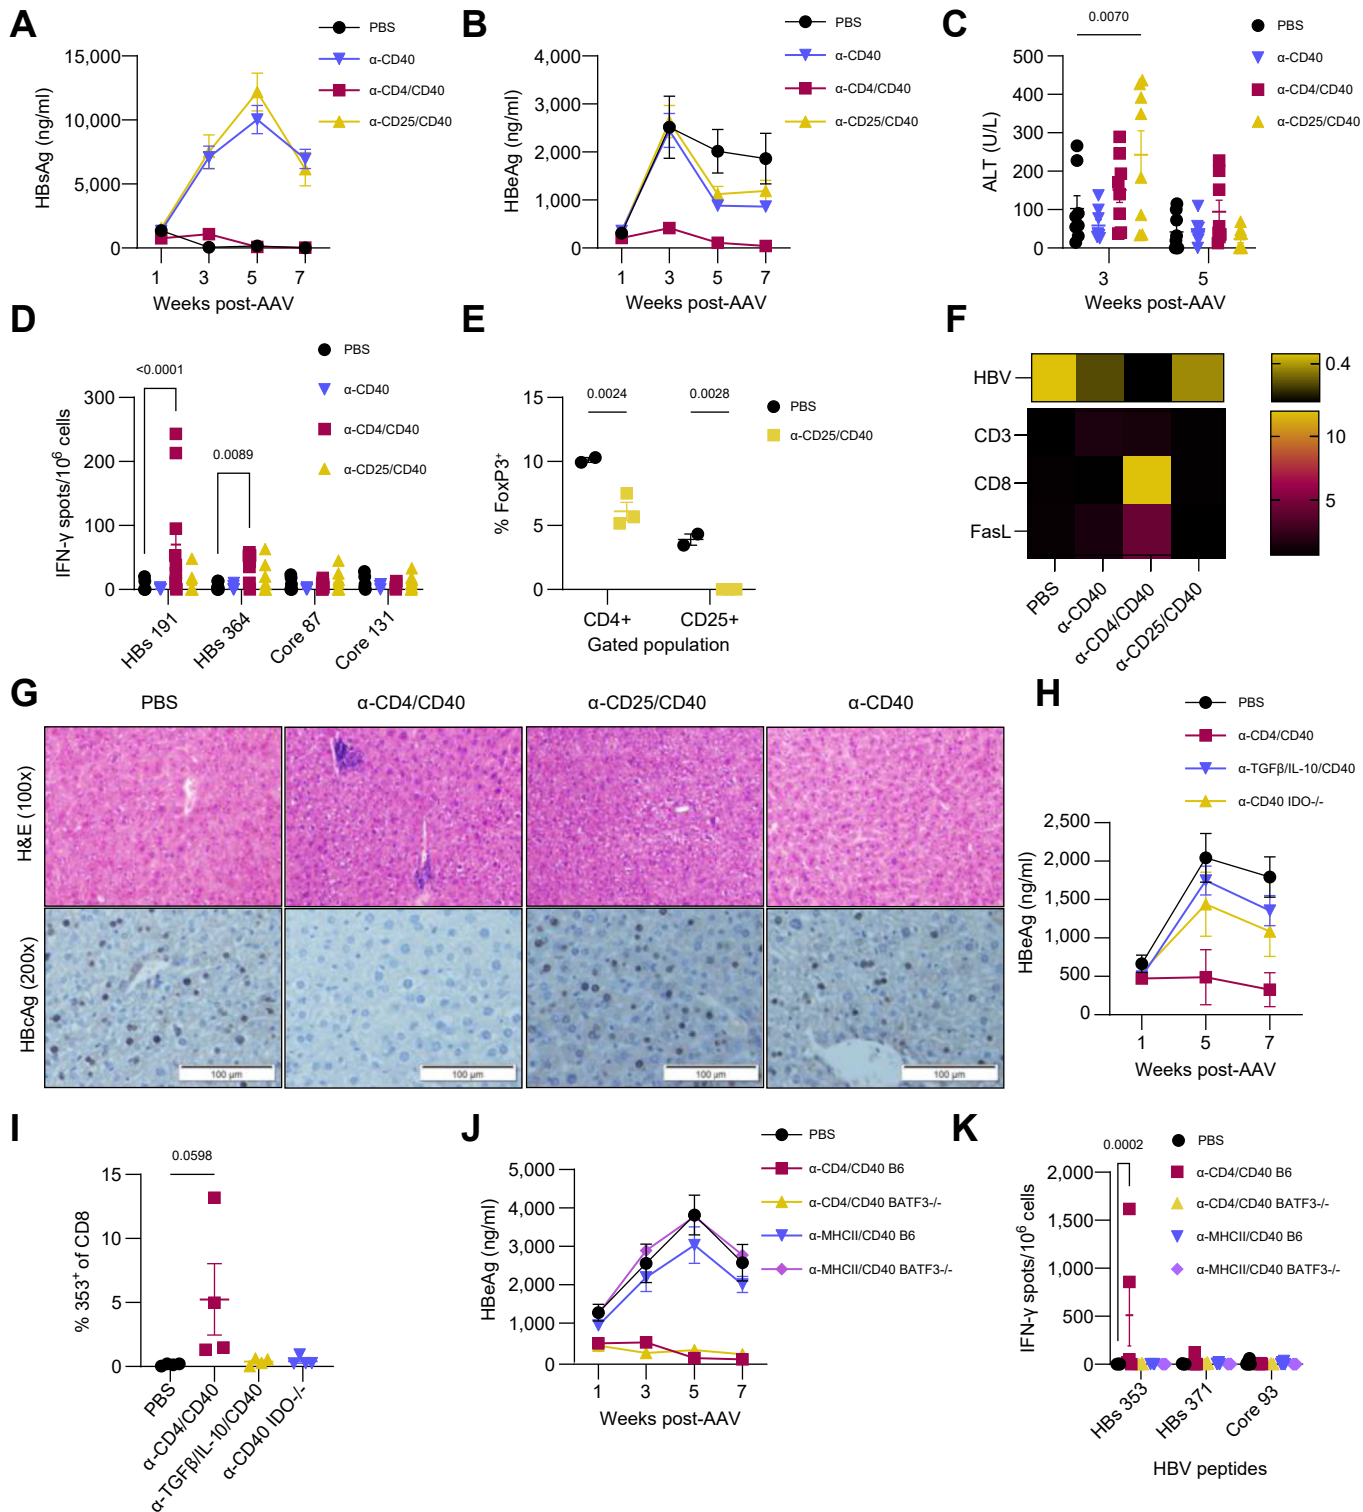 A
HBsAg (ng/ml)
15,000
10,000
5,000
0
1 3 5 7
Weeks post-AAV
PBS
α-CD40
α-CD4/CD40
α-CD25/CD40
B
HBeAg (ng/ml)
4,000
3,000
2,000
1,000
0
1 3 5 7
Weeks post-AAV
PBS
α-CD40
α-CD4/CD40
α-CD25/CD40
C
0.0070
ALT (U/L)
500
400
300
200
100
0
3 5
Weeks post-AAV
PBS
α-CD40
α-CD4/CD40
α-CD25/CD40
D
IFN-γ spots/10⁶ cells
<0.0001
0.0089
300
200
100
0
HBs 191
HBs 364
Core 87
Core 131
PBS
α-CD40
α-CD4/CD40
α-CD25/CD40
E
% FoxP3⁺
15
10
5
0
0.0024
0.0028
CD4+ CD25+
Gated population
PBS
α-CD25/CD40
F
HBV
CD3
CD8
FasL
PBS
α-CD40
α-CD4/CD40
α-CD25/CD40
0.4
10
5
G
PBS
α-CD4/CD40
α-CD25/CD40
α-CD40
H&E (100x)
HBcAg (200x)
100 µm
100 µm
100 µm
100 µm
H
PBS
α-CD4/CD40
α-TGFβ/IL-10/CD40
α-CD40 IDO-/-
HBeAg (ng/ml)
2,500
2,000
1,500
1,000
500
0
1 5 7
Weeks post-AAV
I
% 353⁺ of CD8
0.0598
15
10
5
0
PBS
α-CD4/CD40
α-TGFβ/IL-10/CD40
α-CD40 IDO-/-
J
HBeAg (ng/ml)
5,000
4,000
3,000
2,000
1,000
0
1 3 5 7
Weeks post-AAV
PBS
α-CD4/CD40 B6
α-CD4/CD40 BATF3-/-
α-MHCII/CD40 B6
α-MHCII/CD40 BATF3-/-
K
IFN-γ spots/10⁶ cells
0.0002
2,000
1,500
1,000
500
0
HBs 353
HBs 371
Core 93
HBV peptides
PBS
α-CD4/CD40 B6
α-CD4/CD40 BATF3-/-
α-MHCII/CD40 B6
α-MHCII/CD40 BATF3-/-